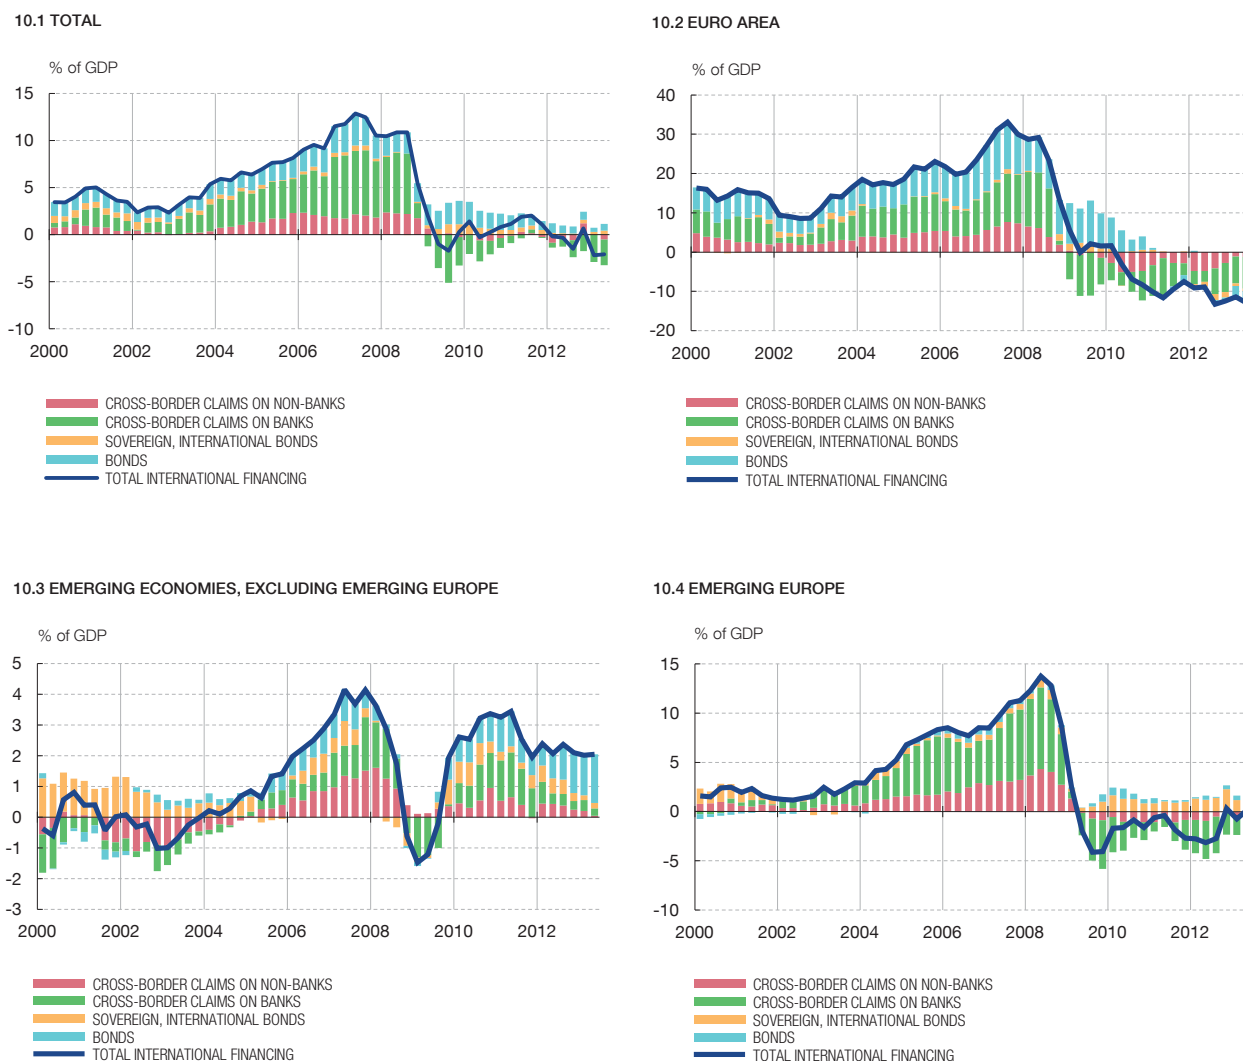 10.1 TOTAL
% of GDP
15
10
5
0
-5
-10
2000 2002 2004 2006 2008 2010 2012
CROSS-BORDER CLAIMS ON NON-BANKS
CROSS-BORDER CLAIMS ON BANKS
SOVEREIGN, INTERNATIONAL BONDS
BONDS
TOTAL INTERNATIONAL FINANCING
10.2 EURO AREA
% of GDP
40
30
20
10
0
-10
-20
2000 2002 2004 2006 2008 2010 2012
CROSS-BORDER CLAIMS ON NON-BANKS
CROSS-BORDER CLAIMS ON BANKS
SOVEREIGN, INTERNATIONAL BONDS
BONDS
TOTAL INTERNATIONAL FINANCING
10.3 EMERGING ECONOMIES, EXCLUDING EMERGING EUROPE
% of GDP
5
4
3
2
1
0
-1
-2
-3
2000 2002 2004 2006 2008 2010 2012
CROSS-BORDER CLAIMS ON NON-BANKS
CROSS-BORDER CLAIMS ON BANKS
SOVEREIGN, INTERNATIONAL BONDS
BONDS
TOTAL INTERNATIONAL FINANCING
10.4 EMERGING EUROPE
% of GDP
15
10
5
0
-5
-10
2000 2002 2004 2006 2008 2010 2012
CROSS-BORDER CLAIMS ON NON-BANKS
CROSS-BORDER CLAIMS ON BANKS
SOVEREIGN, INTERNATIONAL BONDS
BONDS
TOTAL INTERNATIONAL FINANCING